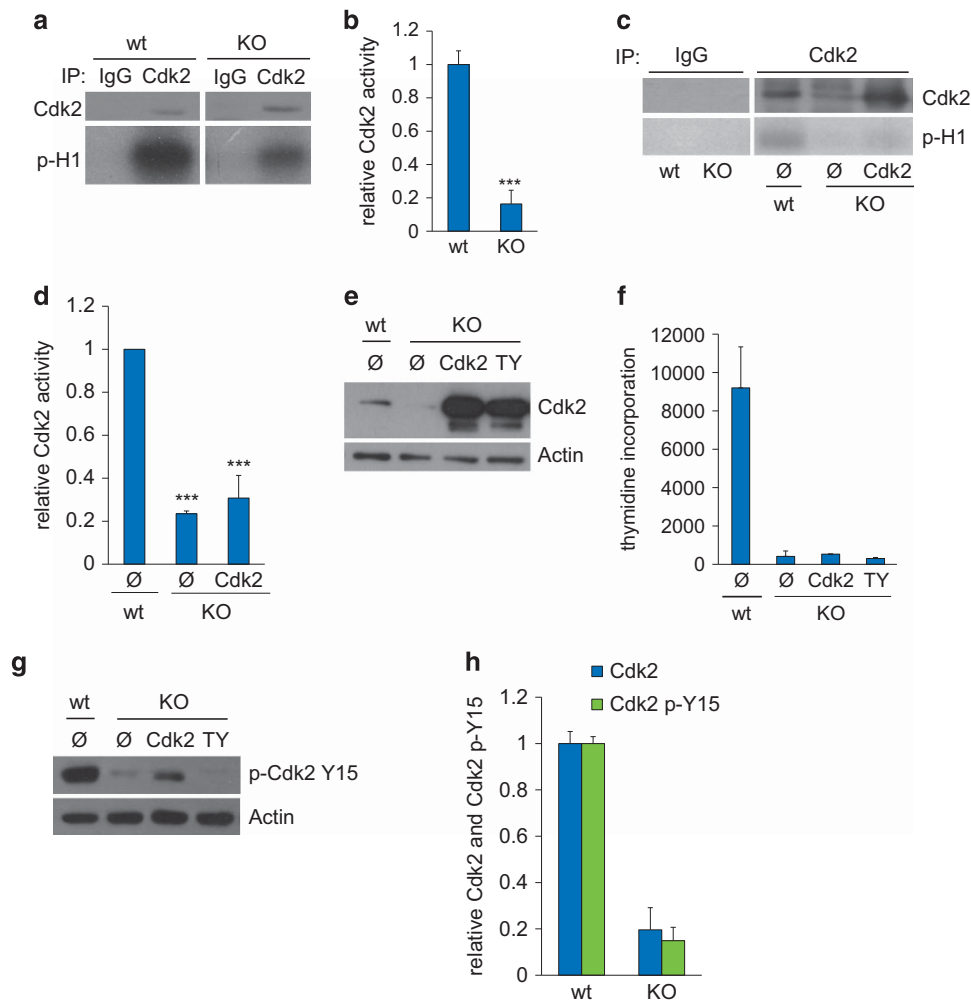 a
wt KO
IP: IgG Cdk2 IgG Cdk2
Cdk2
p-H1
b
relative Cdk2 activity
1.2
1
0.8
0.6
0.4
0.2
0
***
wt KO
c
IP: IgG Cdk2
Cdk2
p-H1
wt KO Ø Ø Cdk2
wt KO
d
relative Cdk2 activity
1.2
1
0.8
0.6
0.4
0.2
0
*** ***
Ø Ø Cdk2
wt KO
e
wt KO
Ø Ø Cdk2 TY
Cdk2
Actin
f
thymidine incorporation
12000
10000
8000
6000
4000
2000
0
Ø Ø Cdk2 TY
wt KO
g
wt KO
Ø Ø Cdk2 TY
p-Cdk2 Y15
Actin
h
Cdk2
Cdk2 p-Y15
relative Cdk2 and Cdk2 p-Y15
1.2
1
0.8
0.6
0.4
0.2
0
wt KO